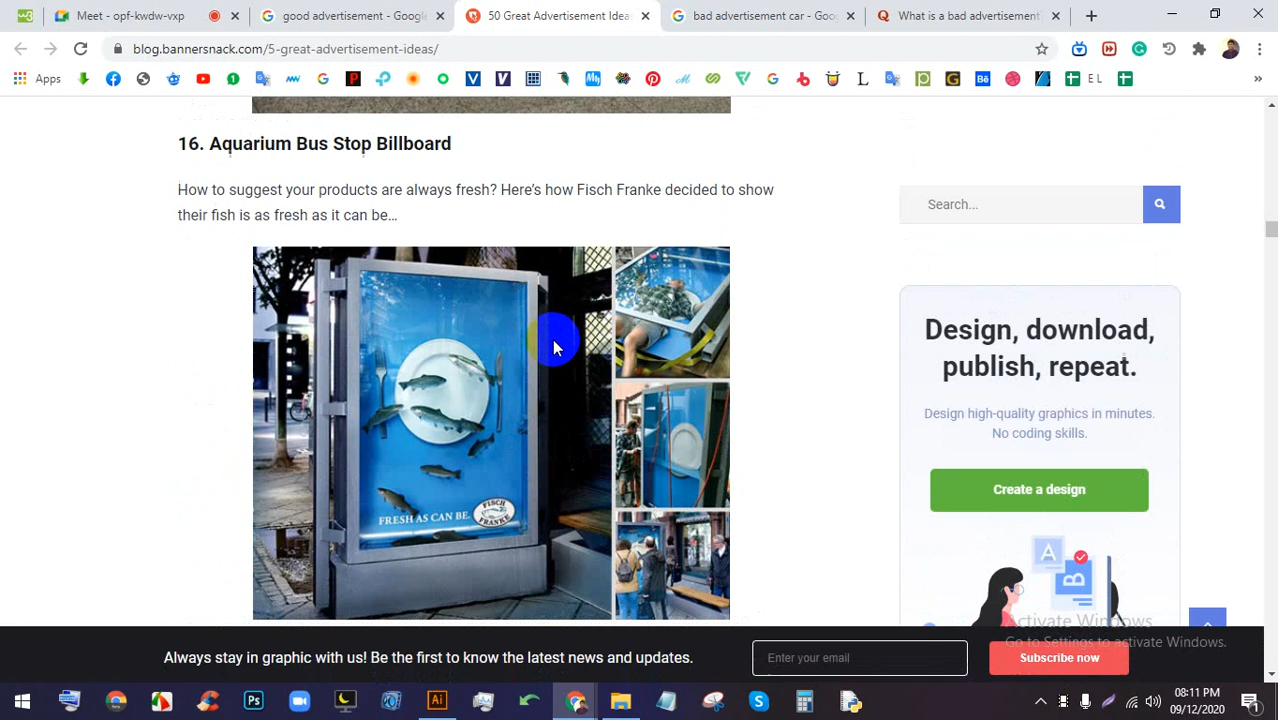 Meet - opf-kwdw-vxp
good advertisement - Google
50 Great Advertisement Idea
bad advertisement car - Goo
What is a bad Advertisement?
blog.bannersnack.com/5-great-advertisement-ideas/
Apps
E L
16. Aquarium Bus Stop Billboard
How to suggest your products are always fresh? Here's how Fisch Franke decided to show
their fish is as fresh as it can be...
Search...
FRESH AS CAN BE.
FISCH
FRANKE
Design, download,
publish, repeat.
Design high-quality graphics in minutes.
No coding skills.
Create a design
A
B
Activate Windows
Go to Settings to activate Windows.
Always stay in graphic with us! Be the first to know the latest news and updates.
Enter your email
Subscribe now
08:11 PM
09/12/2020